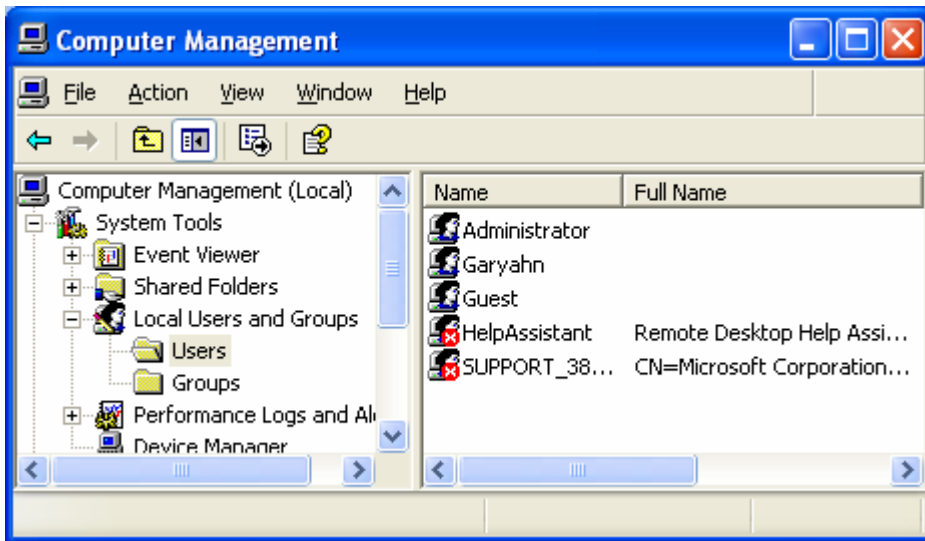 Computer Management
File Action View Window Help
Computer Management (Local)
System Tools
Event Viewer
Shared Folders
Local Users and Groups
Users
Groups
Performance Logs and Al
Device Manager
Name Full Name
Administrator
Garyahn
Guest
HelpAssistant Remote Desktop Help Assi...
SUPPORT_38... CN=Microsoft Corporation...